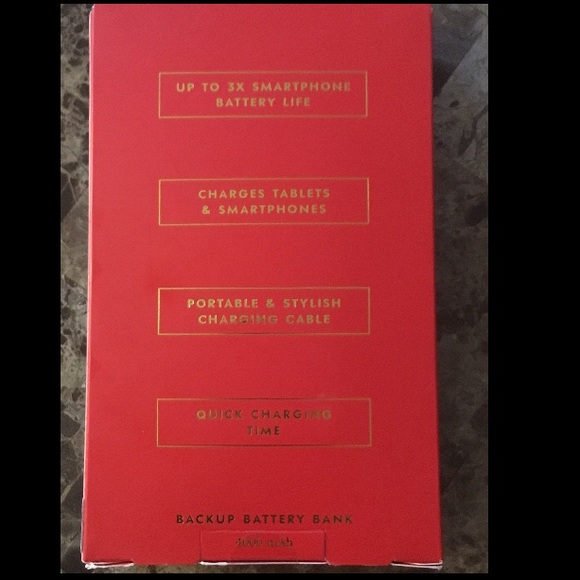 UP TO 3X SMARTPHONE
BATTERY LIFE
CHARGES TABLETS
& SMARTPHONES
PORTABLE & STYLISH
CHARGING CABLE
QUICK CHARGING
TIME
BACKUP BATTERY BANK